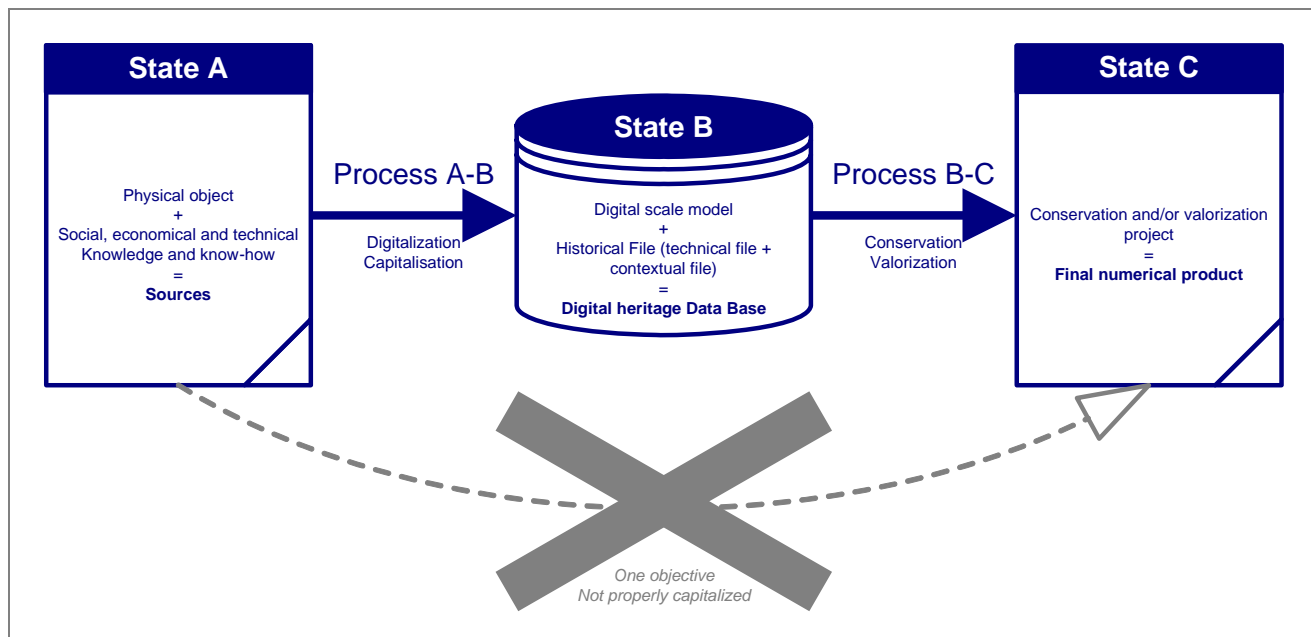 State A
Physical object
+
Social, economical and technical
Knowledge and know-how
=
Sources
Process A-B
Digitalization
Capitalisation
State B
Digital scale model
+
Historical File (technical file +
contextual file)
=
Digital heritage Data Base
Process B-C
Conservation
Valorization
State C
Conservation and/or valorization
project
=
Final numerical product
One objective
Not properly capitalized